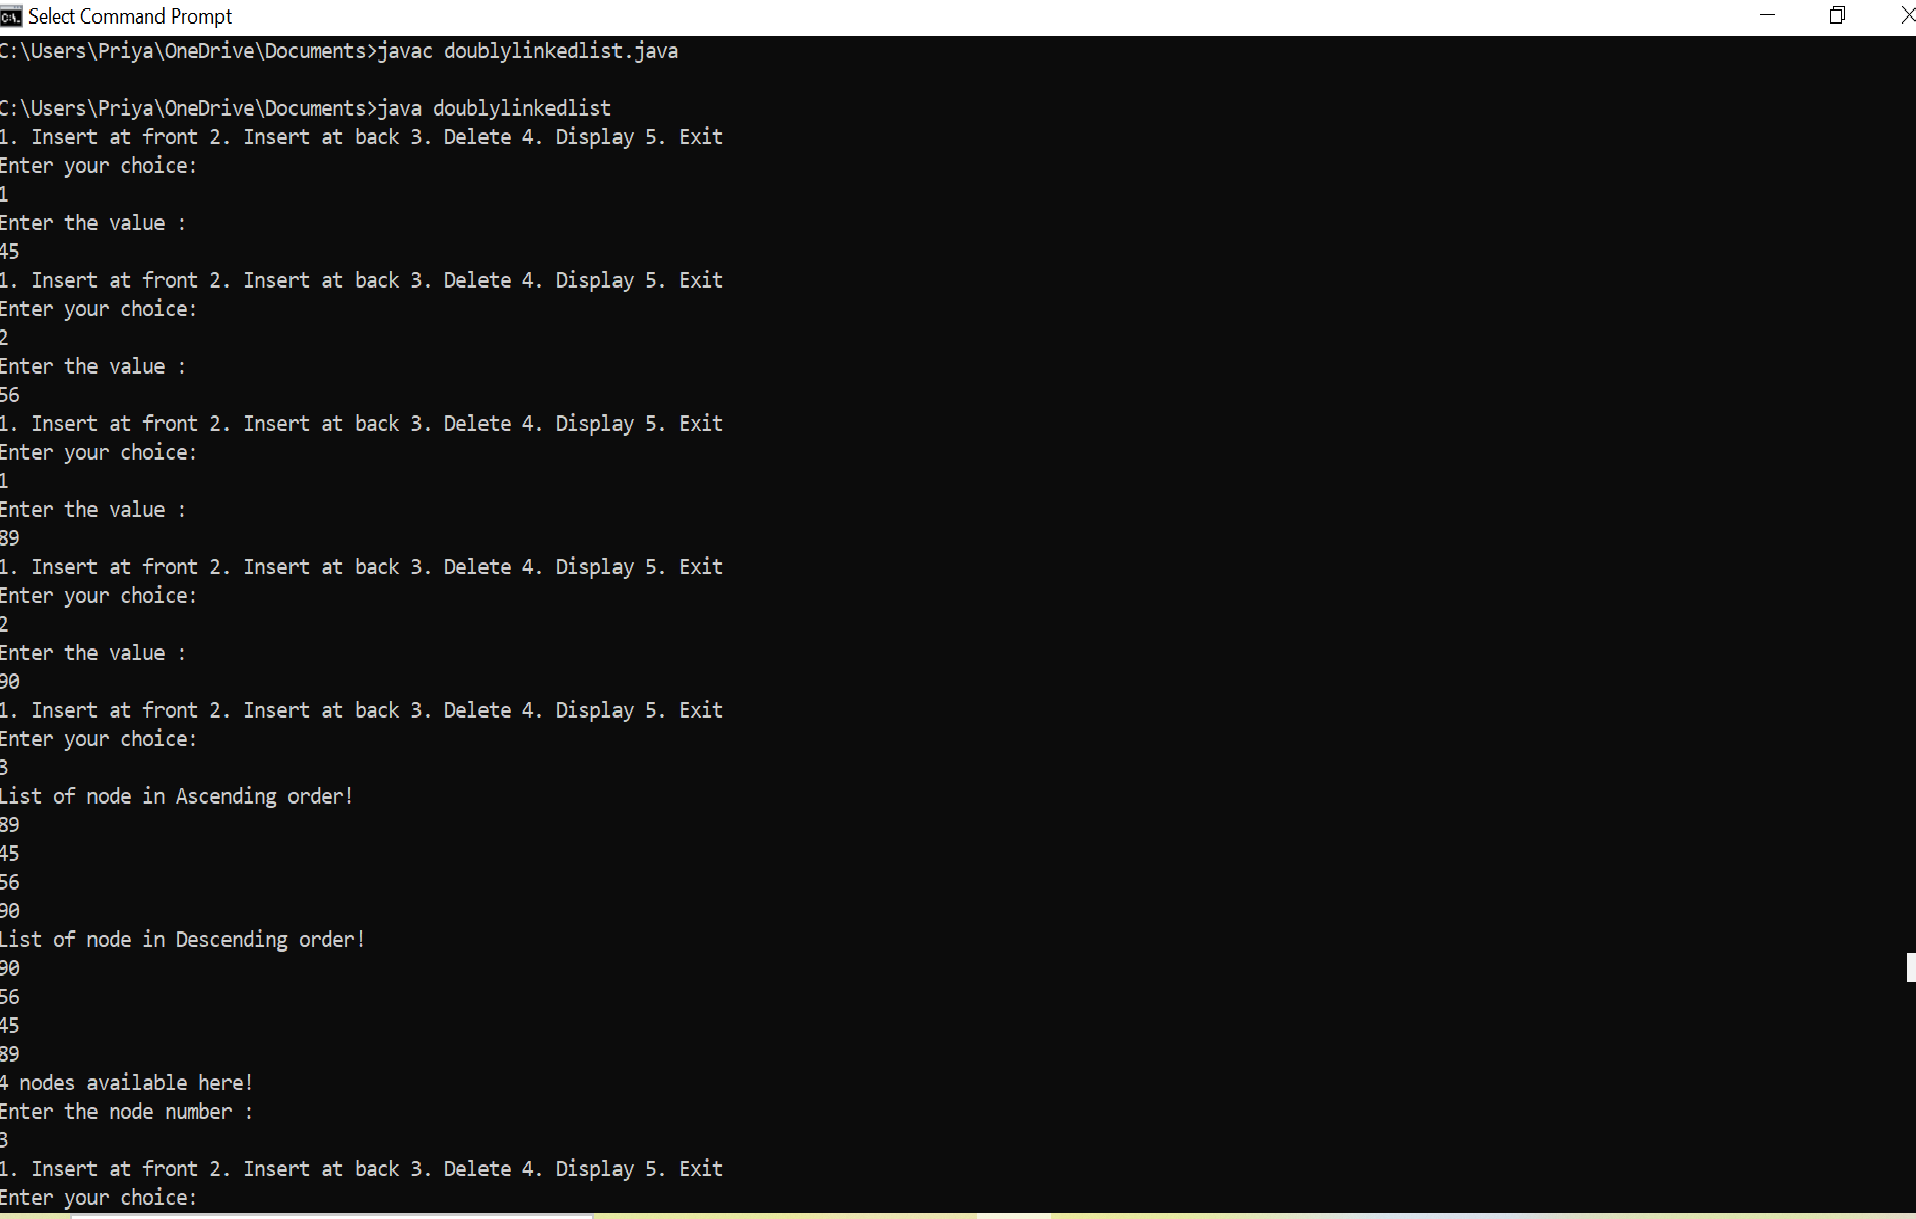 Select Command Prompt
C:\Users\Priya\OneDrive\Documents>javac doublylinkedlist.java
C:\Users\Priya\OneDrive\Documents>java doublylinkedlist
1. Insert at front 2. Insert at back 3. Delete 4. Display 5. Exit
Enter your choice:
1
Enter the value :
45
1. Insert at front 2. Insert at back 3. Delete 4. Display 5. Exit
Enter your choice:
2
Enter the value :
56
1. Insert at front 2. Insert at back 3. Delete 4. Display 5. Exit
Enter your choice:
1
Enter the value :
89
1. Insert at front 2. Insert at back 3. Delete 4. Display 5. Exit
Enter your choice:
2
Enter the value :
90
1. Insert at front 2. Insert at back 3. Delete 4. Display 5. Exit
Enter your choice:
3
List of node in Ascending order!
89
45
56
90
List of node in Descending order!
90
56
45
89
4 nodes available here!
Enter the node number :
3
1. Insert at front 2. Insert at back 3. Delete 4. Display 5. Exit
Enter your choice: